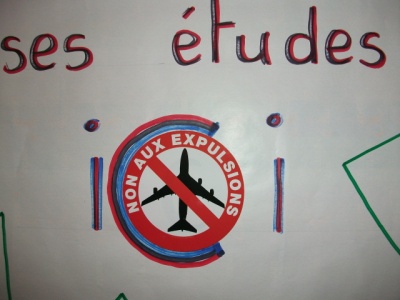 ses études
ici
NON AUX EXPULSIONS